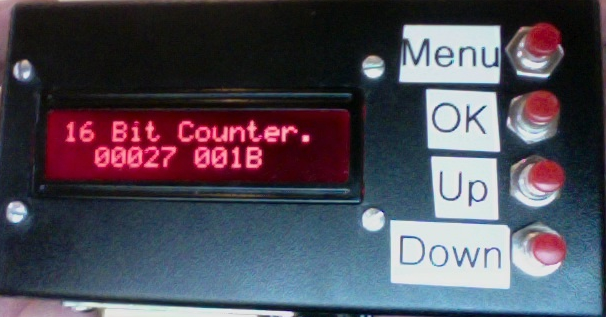 16 Bit Counter.
00027 001B
Menu
OK
Up
Down